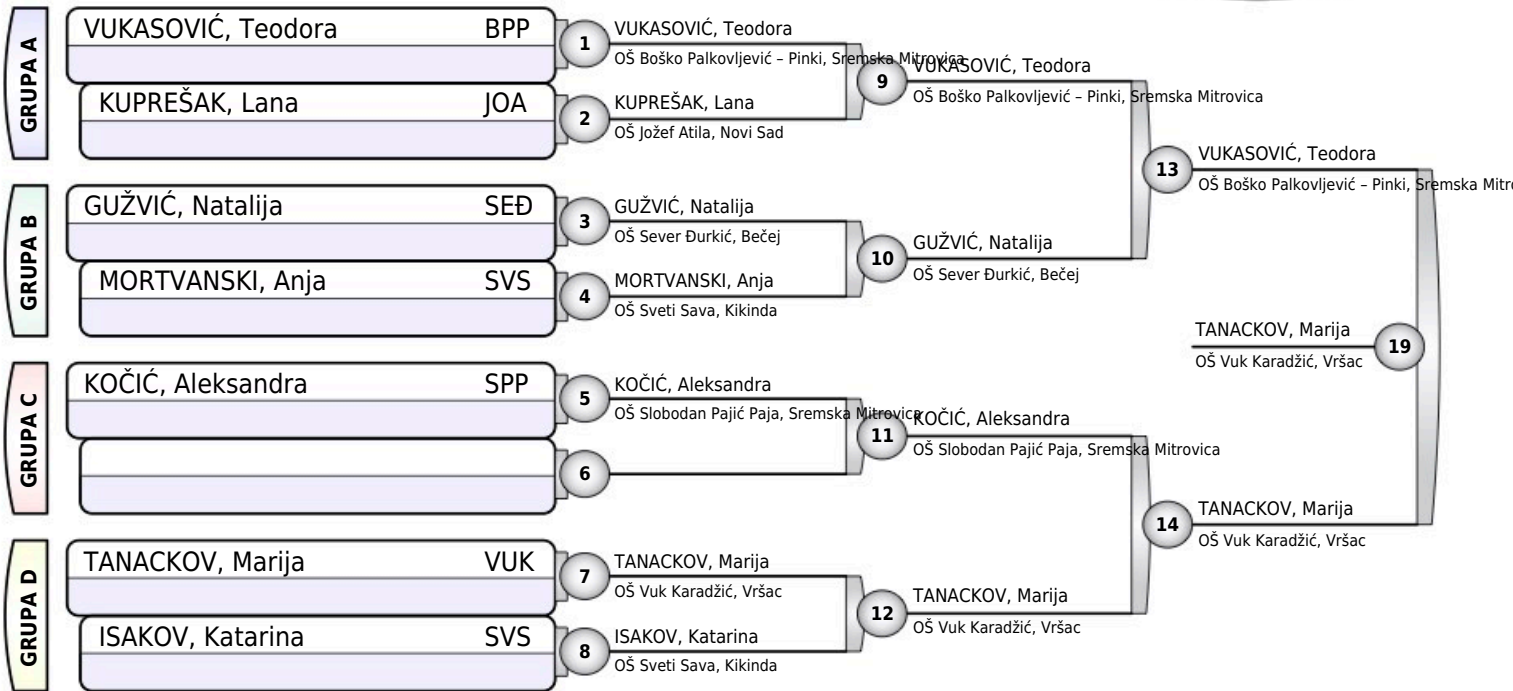 GRUPA A
VUKASOVIĆ, Teodora BPP
KUPREŠAK, Lana JOA
GRUPA B
GUŽVIĆ, Natalija SEĐ
MORTVANSKI, Anja SVS
GRUPA C
KOČIĆ, Aleksandra SPP
GRUPA D
TANACKOV, Marija VUK
ISAKOV, Katarina SVS
1
VUKASOVIĆ, Teodora
OŠ Boško Palkovljević – Pinki, Sremska Mitrovica
2
KUPREŠAK, Lana
OŠ Jožef Atila, Novi Sad
3
GUŽVIĆ, Natalija
OŠ Sever Đurkić, Bečej
4
MORTVANSKI, Anja
OŠ Sveti Sava, Kikinda
5
KOČIĆ, Aleksandra
OŠ Slobodan Pajić Paja, Sremska Mitrovica
6
7
TANACKOV, Marija
OŠ Vuk Karadžić, Vršac
8
ISAKOV, Katarina
OŠ Sveti Sava, Kikinda
9
VUKASOVIĆ, Teodora
OŠ Boško Palkovljević – Pinki, Sremska Mitrovica
10
GUŽVIĆ, Natalija
OŠ Sever Đurkić, Bečej
11
KOČIĆ, Aleksandra
OŠ Slobodan Pajić Paja, Sremska Mitrovica
12
TANACKOV, Marija
OŠ Vuk Karadžić, Vršac
13
VUKASOVIĆ, Teodora
OŠ Boško Palkovljević – Pinki, Sremska Mitro
14
TANACKOV, Marija
OŠ Vuk Karadžić, Vršac
TANACKOV, Marija
OŠ Vuk Karadžić, Vršac
19